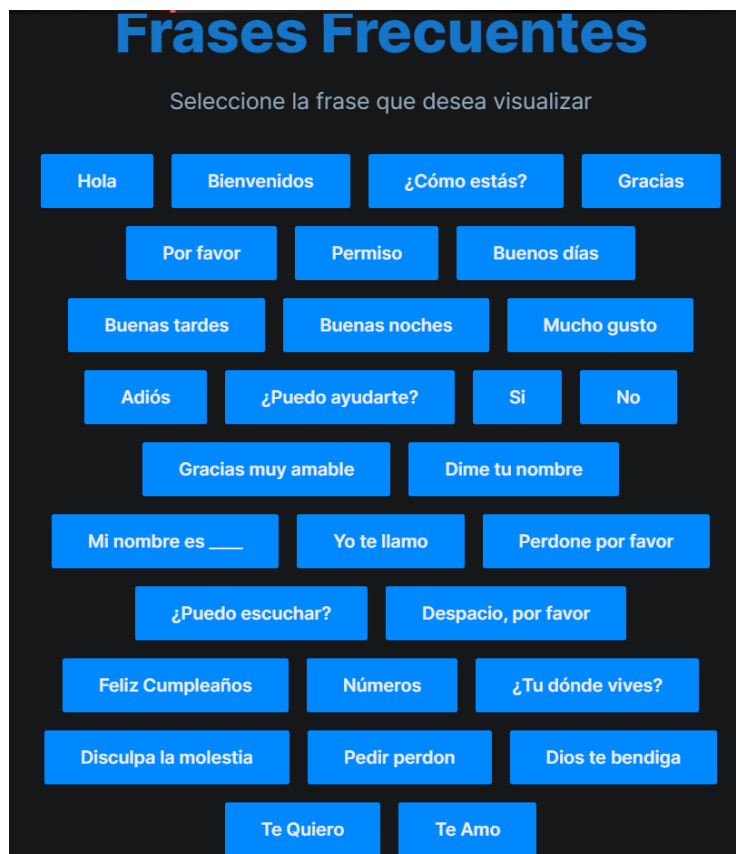 Frases Frecuentes
Seleccione la frase que desea visualizar
Hola Bienvenidos ¿Cómo estás? Gracias
Por favor Permiso Buenos días
Buenas tardes Buenas noches Mucho gusto
Adiós ¿Puedo ayudarte? Si No
Gracias muy amable Dime tu nombre
Mi nombre es ____ Yo te llamo Perdone por favor
¿Puedo escuchar? Despacio, por favor
Feliz Cumpleaños Números ¿Tu dónde vives?
Disculpa la molestia Pedir perdon Dios te bendiga
Te Quiero Te Amo